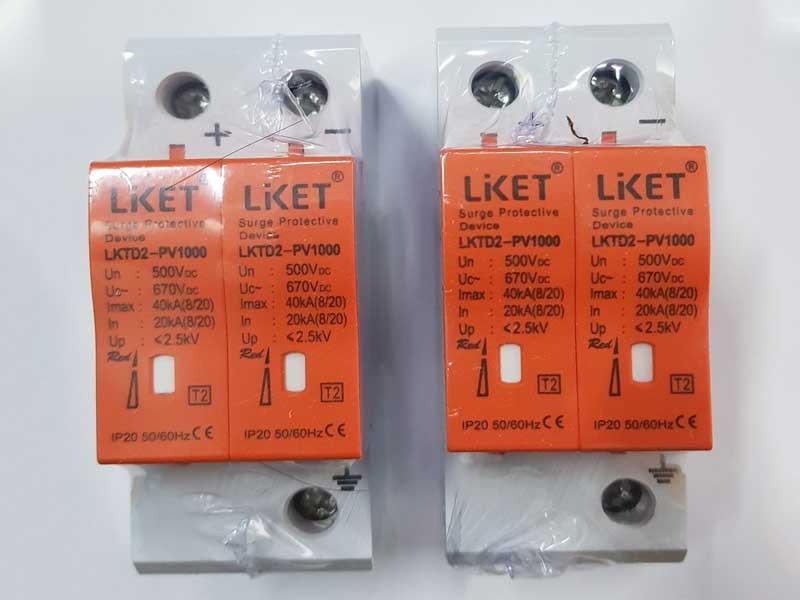 + −
LiKET®
Surge Protective
Device
LKTD2-PV1000
Un : 500VDC
Uc~ : 670VDC
Imax : 40kA(8/20)
In : 20kA(8/20)
Up : ≤2.5kV
Red
T2
IP20 50/60Hz CE
LiKET®
Surge Protective
Device
LKTD2-PV1000
Un : 500VDC
Uc~ : 670VDC
Imax : 40kA(8/20)
In : 20kA(8/20)
Up : ≤2.5kV
Red
T2
IP20 50/60Hz CE
−
LiKET®
Surge Protective
Device
LKTD2-PV1000
Un : 500VDC
Uc~ : 670VDC
Imax : 40kA(8/20)
In : 20kA(8/20)
Up : ≤2.5kV
Red
T2
IP20 50/60Hz CE
LiKET®
Surge Protective
Device
LKTD2-PV1000
Un : 500VDC
Uc~ : 670VDC
Imax : 40kA(8/20)
In : 20kA(8/20)
Up : ≤2.5kV
Red
T2
IP20 50/60Hz CE